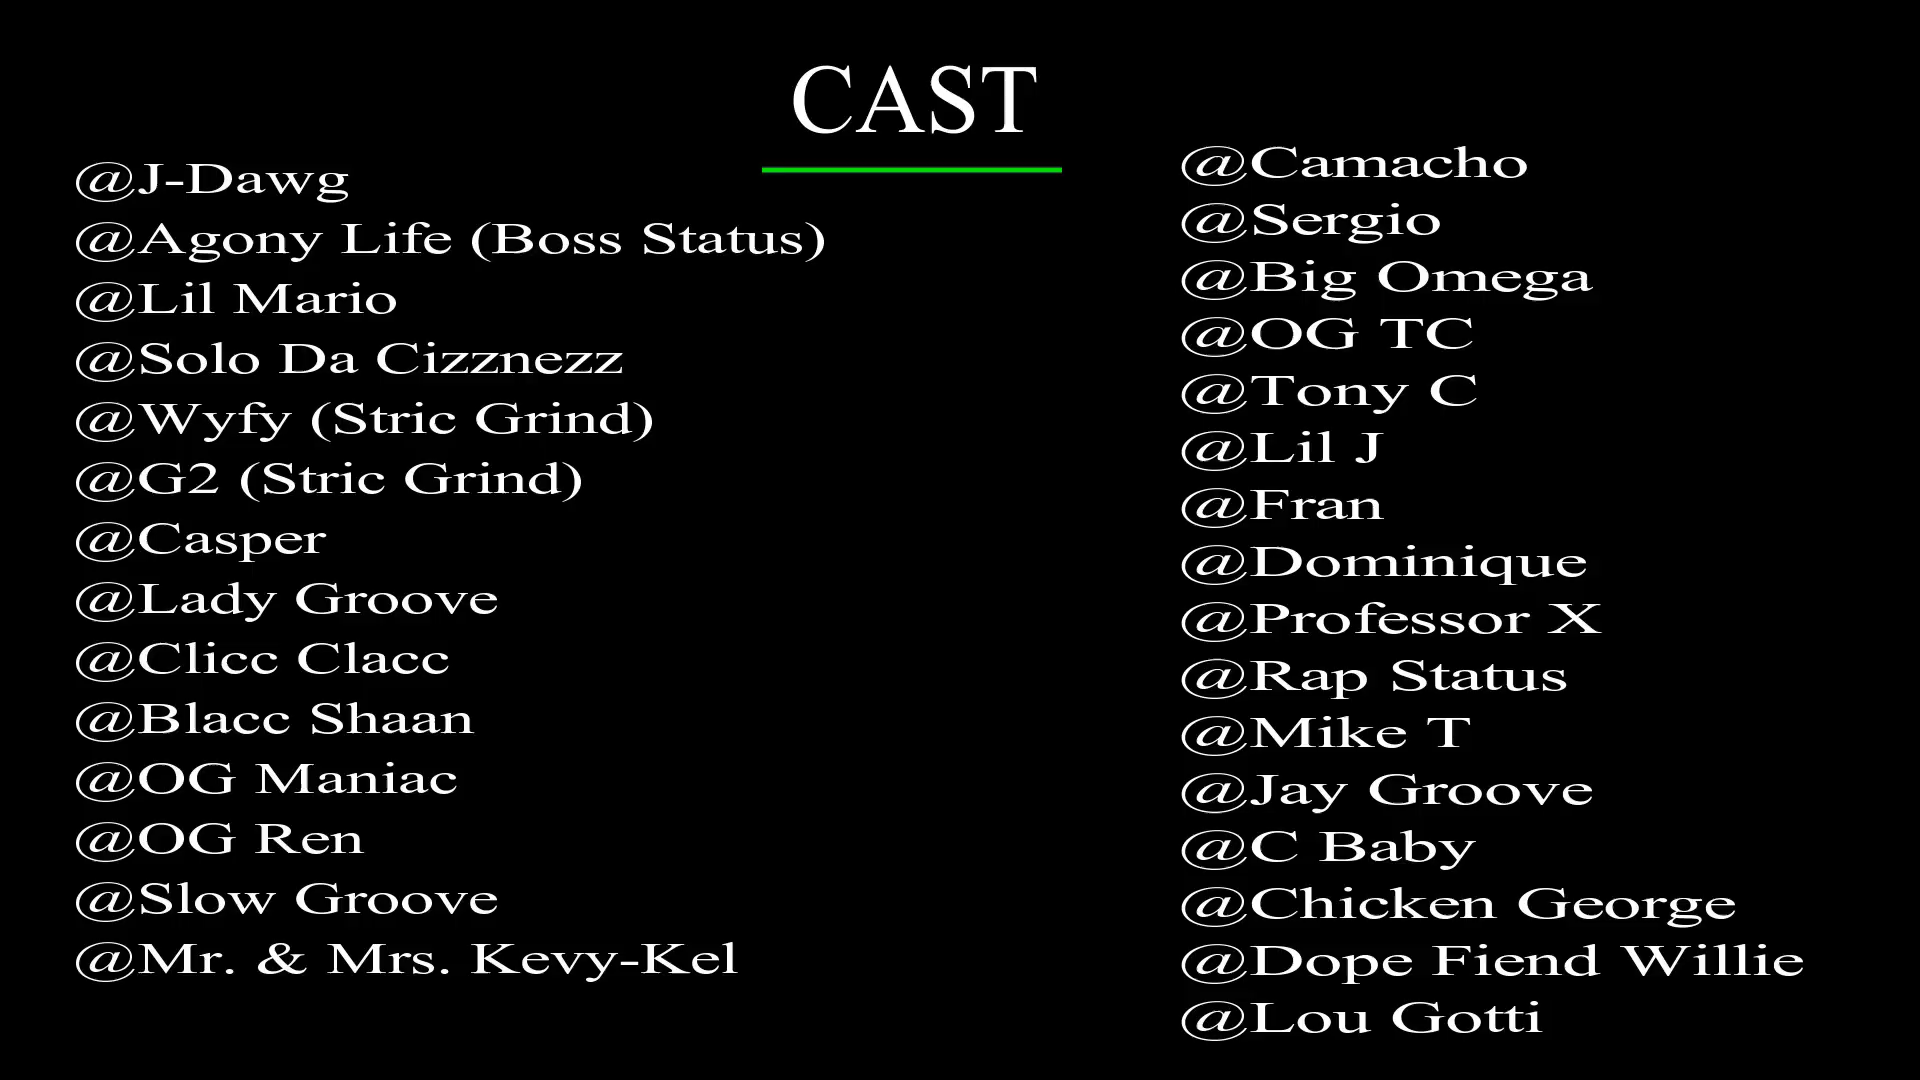 CAST
@J-Dawg
@Agony Life (Boss Status)
@Lil Mario
@Solo Da Cizznezz
@Wyfy (Stric Grind)
@G2 (Stric Grind)
@Casper
@Lady Groove
@Clicc Clacc
@Blacc Shaan
@OG Maniac
@OG Ren
@Slow Groove
@Mr. & Mrs. Kevy-Kel
@Camacho
@Sergio
@Big Omega
@OG TC
@Tony C
@Lil J
@Fran
@Dominique
@Professor X
@Rap Status
@Mike T
@Jay Groove
@C Baby
@Chicken George
@Dope Fiend Willie
@Lou Gotti